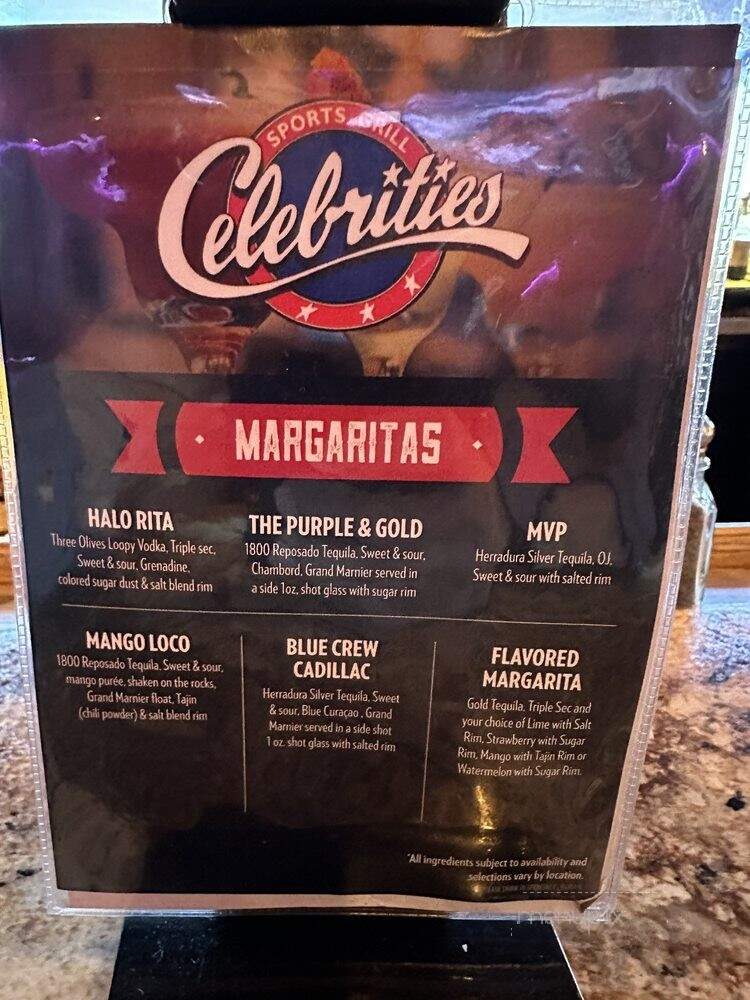 SPORTS GRILL
Celebrities
MARGARITAS
HALO RITA
Three Olives Loopy Vodka, Triple sec,
Sweet & sour, Grenadine,
colored sugar dust & salt blend rim
THE PURPLE & GOLD
1800 Reposado Tequila, Sweet & sour,
Chambord, Grand Marnier served in
a side 1oz. shot glass with sugar rim
MVP
Herradura Silver Tequila, OJ,
Sweet & sour with salted rim
MANGO LOCO
1800 Reposado Tequila, Sweet & sour,
mango purée, shaken on the rocks,
Grand Marnier float, Tajin
(chili powder) & salt blend rim
BLUE CREW
CADILLAC
Herradura Silver Tequila, Sweet
& sour, Blue Curaçao, Grand
Marnier served in a side shot
1 oz. shot glass with salted rim
FLAVORED
MARGARITA
Gold Tequila, Triple Sec and
your choice of Lime with Salt
Rim, Strawberry with Sugar
Rim, Mango with Tajin Rim or
Watermelon with Sugar Rim.
*All ingredients subject to availability and
selections vary by location.